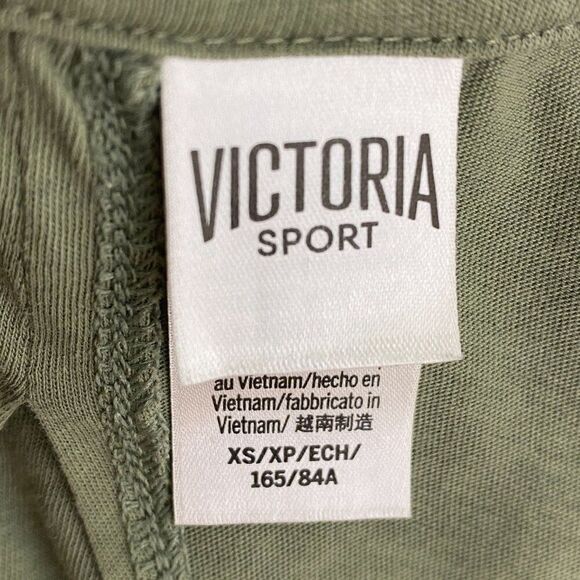 VICTORIA
SPORT
au Vietnam/hecho en
Vietnam/fabbricato in
Vietnam/ 越南制造
XS/XP/ECH/
165/84A